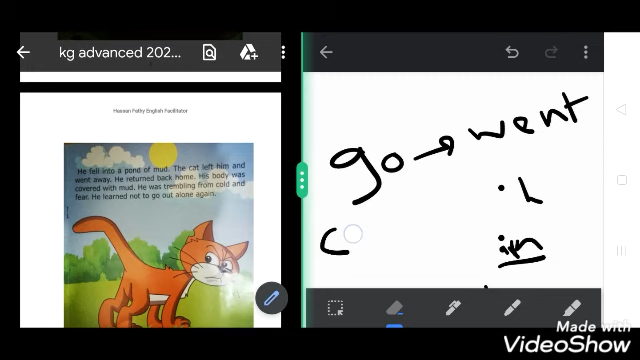 kg advanced 202...
Hassan Fathy English Facilitator
He fell into a pond of mud. The cat left him and
went away. He returned back home. His body was
covered with mud. He was trembling from cold and
fear. He learned not to go out alone again.
go → went
Made with
VideoShow